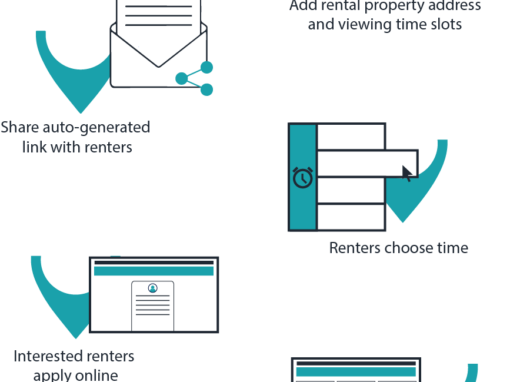 Add rental property address
and viewing time slots
Share auto-generated
link with renters
Renters choose time
Interested renters
apply online